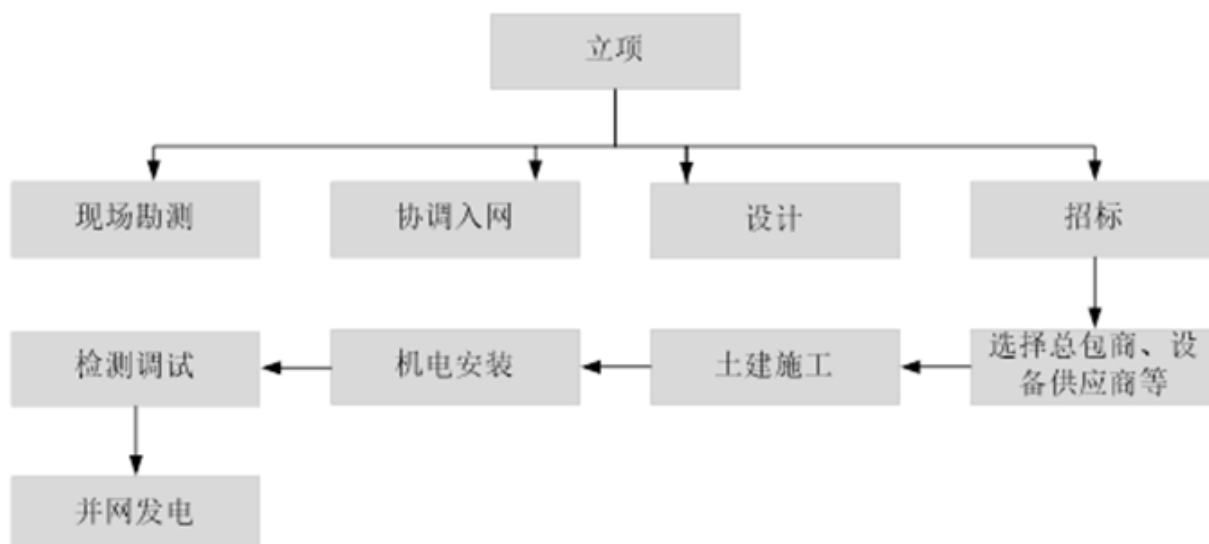 立项
现场勘测
协调入网
设计
招标
检测调试
机电安装
土建施工
选择总包商、设
备供应商等
并网发电